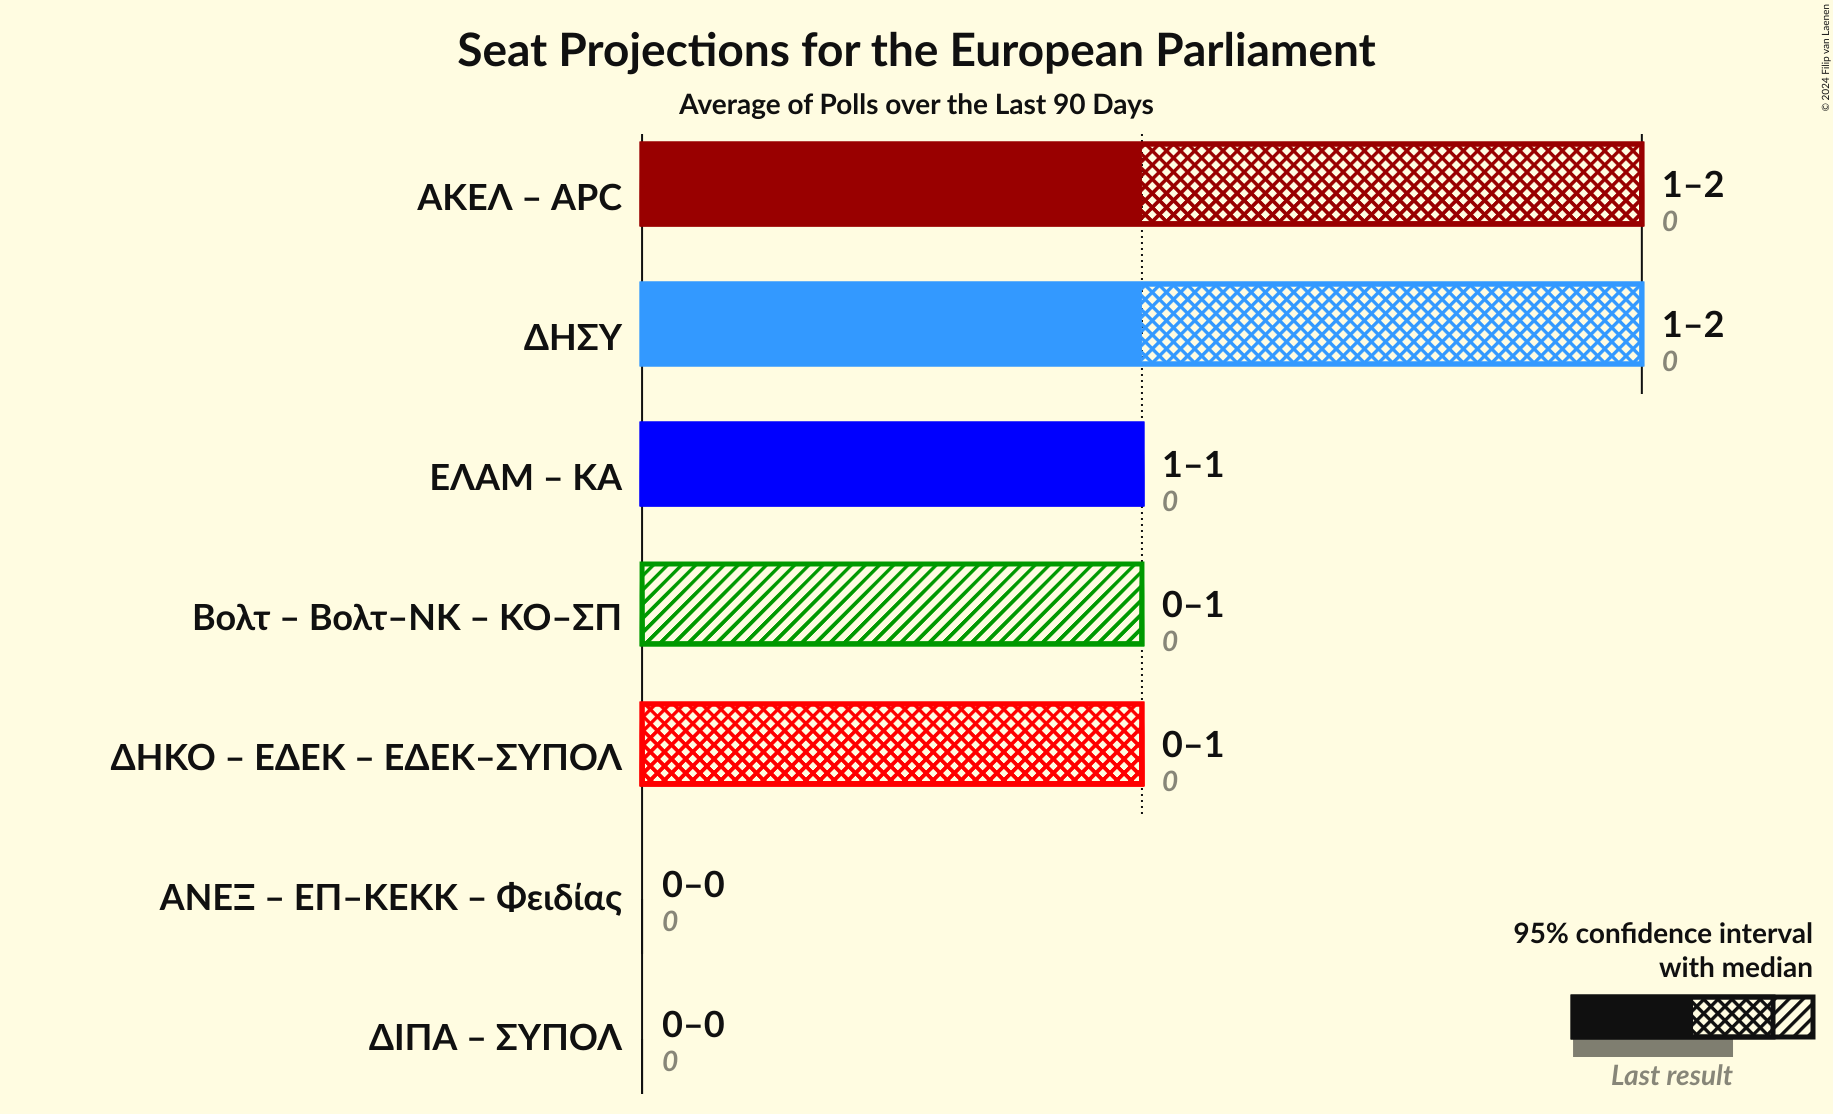 Seat Projections for the European Parliament
Average of Polls over the Last 90 Days
© 2024 Filip van Laenen
ΑΚΕΛ – APC
1–2
0
ΔΗΣΥ
1–2
0
ΕΛΑΜ – ΚΑ
1–1
0
Βολτ – Βολτ–ΝΚ – ΚΟ–ΣΠ
0–1
0
ΔΗΚΟ – ΕΔΕΚ – ΕΔΕΚ–ΣΥΠΟΛ
0–1
0
ΑΝΕΞ – ΕΠ–ΚΕΚΚ – Φειδίας
0–0
0
ΔΙΠΑ – ΣΥΠΟΛ
0–0
0
95% confidence interval
with median
Last result